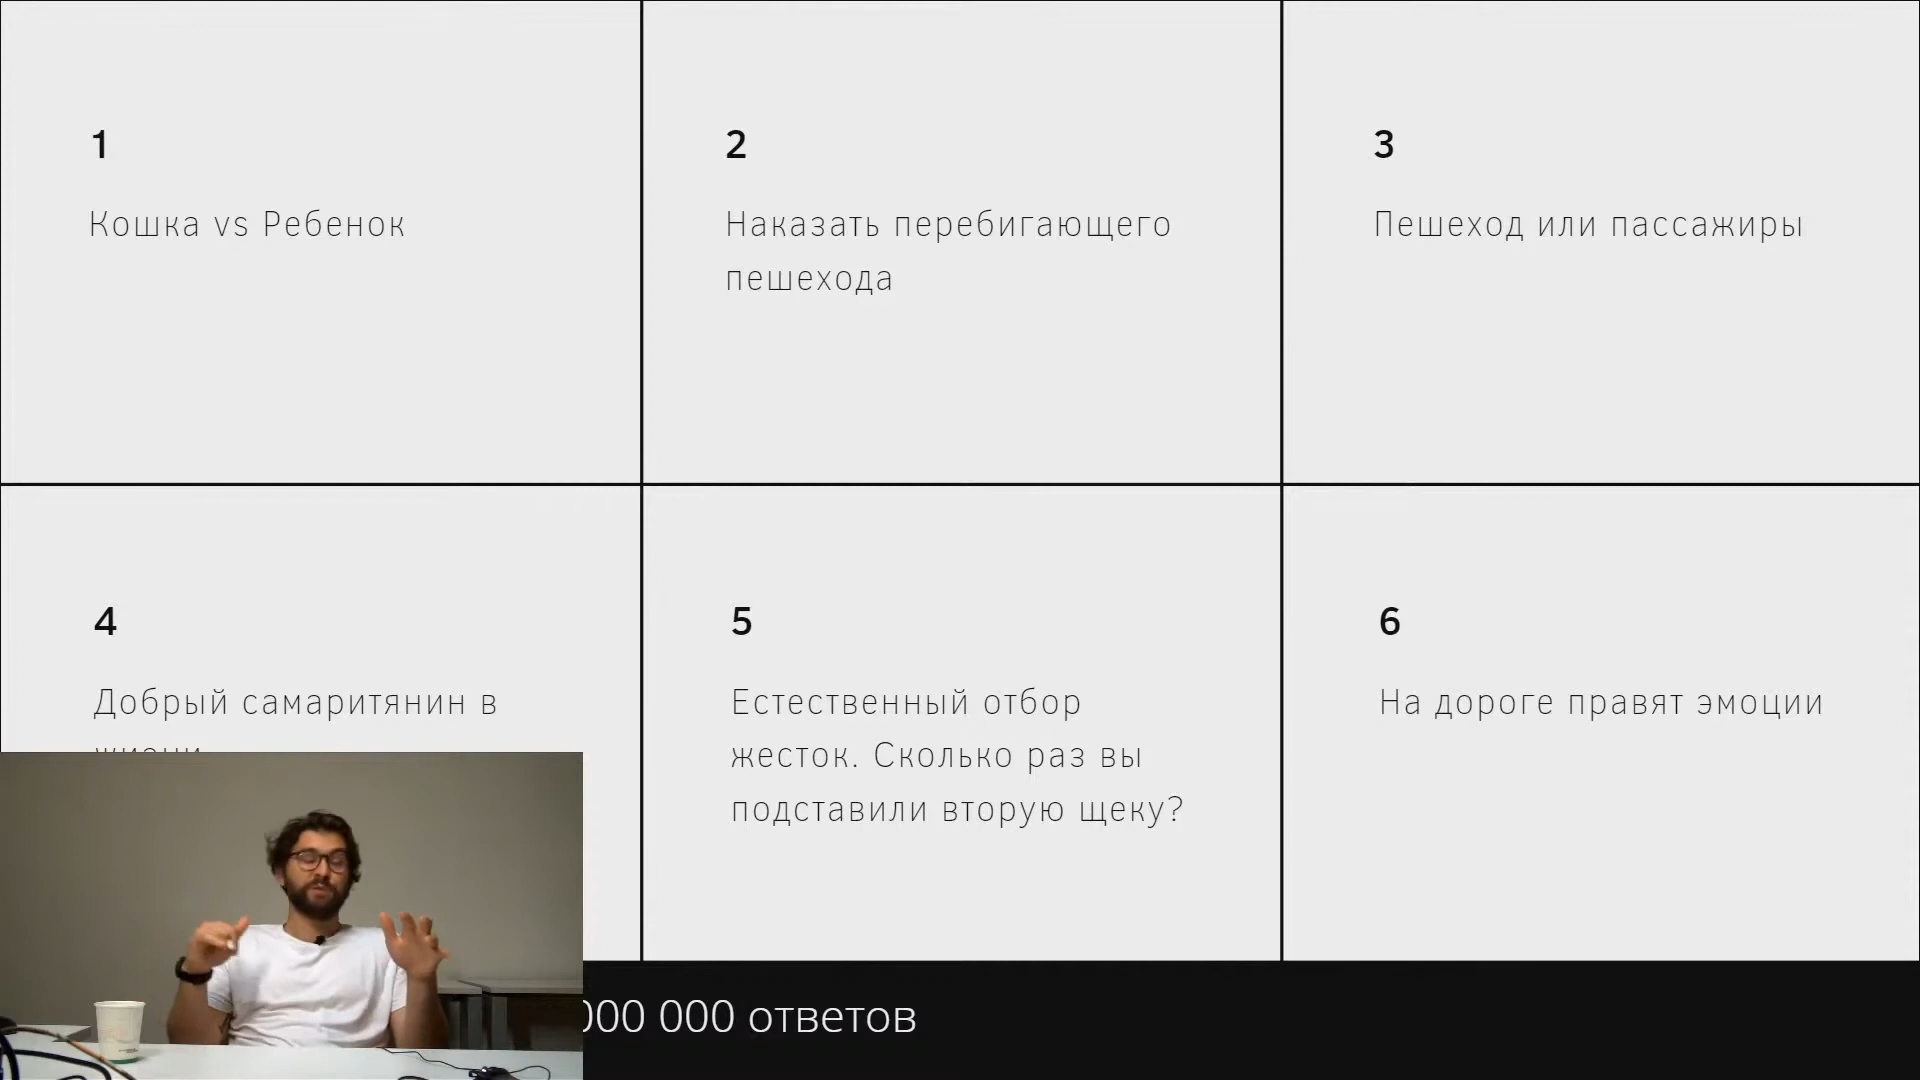 1
Кошка vs Ребенок
2
Наказать перебигающего
пешехода
3
Пешеход или пассажиры
4
Добрый самаритянин в
5
Естественный отбор
жесток. Сколько раз вы
подставили вторую щеку?
6
На дороге правят эмоции
000 000 ответов